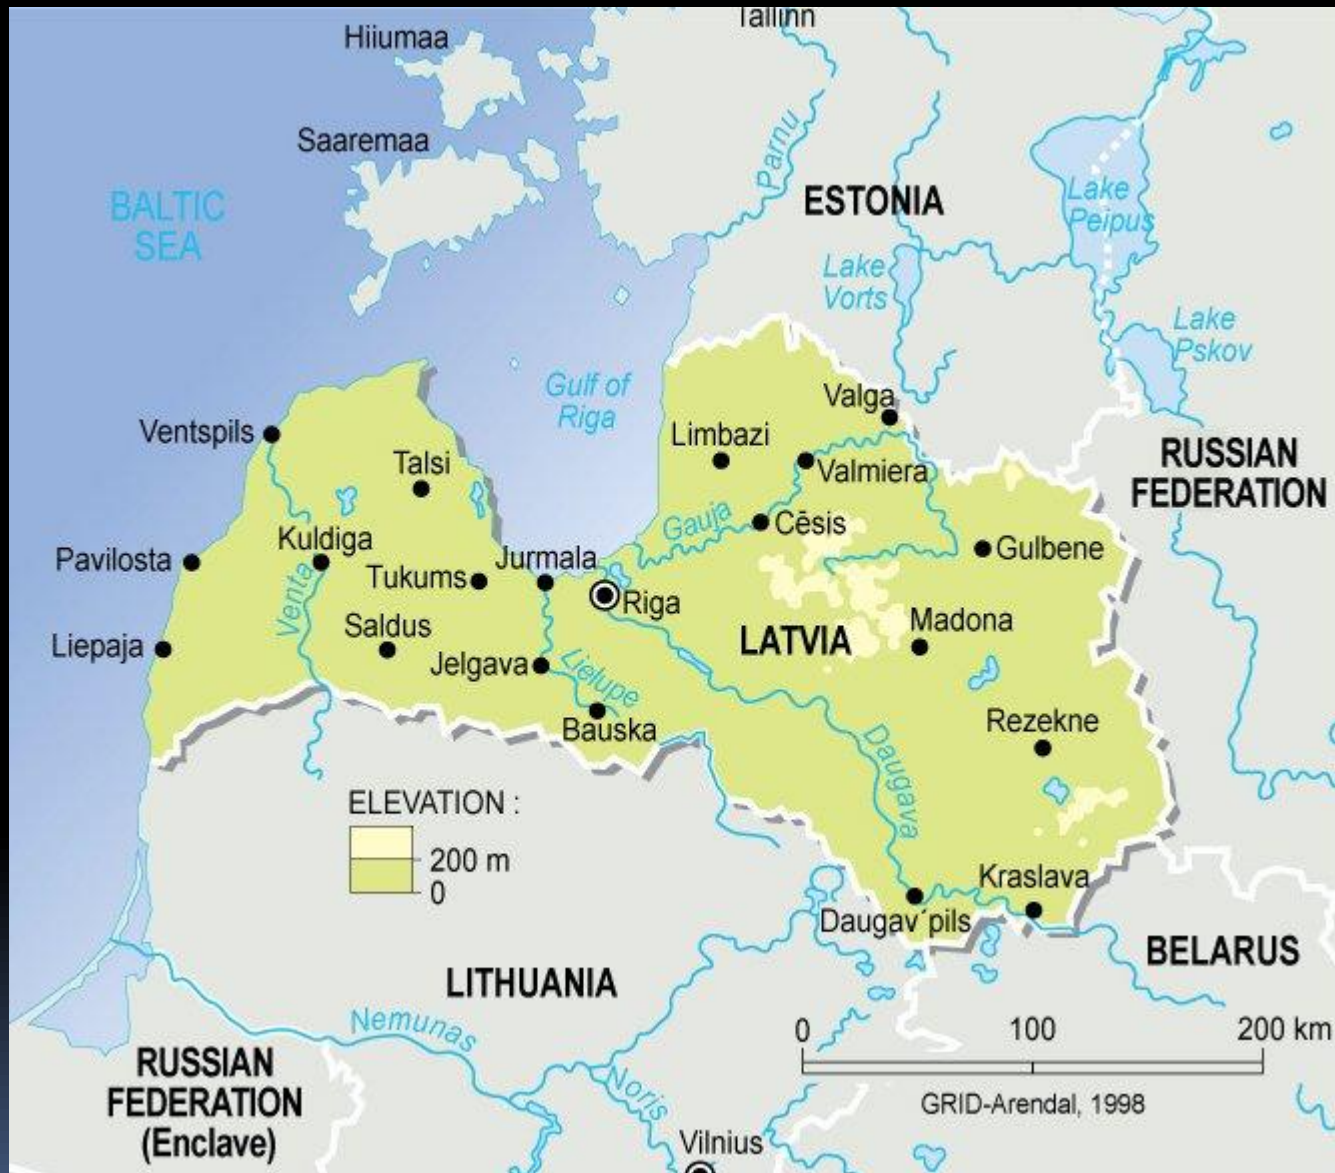 Tallinn
Hiiumaa
Saaremaa
Parnu
BALTIC
SEA
ESTONIA
Lake
Peipus
Lake
Vorts
Lake
Pskov
Gulf of
Riga
Valga
Ventspils
Limbazi
Talsi
Valmiera
RUSSIAN
FEDERATION
Gauja
Cēsis
Kuldiga
Gulbene
Pavilosta
Jurmala
Tukums
Venta
Riga
Saldus
LATVIA
Madona
Liepaja
Jelgava
Lielupe
Bauska
Rezekne
Daugava
ELEVATION :
200 m
0
Kraslava
Daugav´pils
BELARUS
LITHUANIA
Nemunas
0 100 200 km
RUSSIAN
FEDERATION
(Enclave)
Noris
GRID-Arendal, 1998
Vilnius